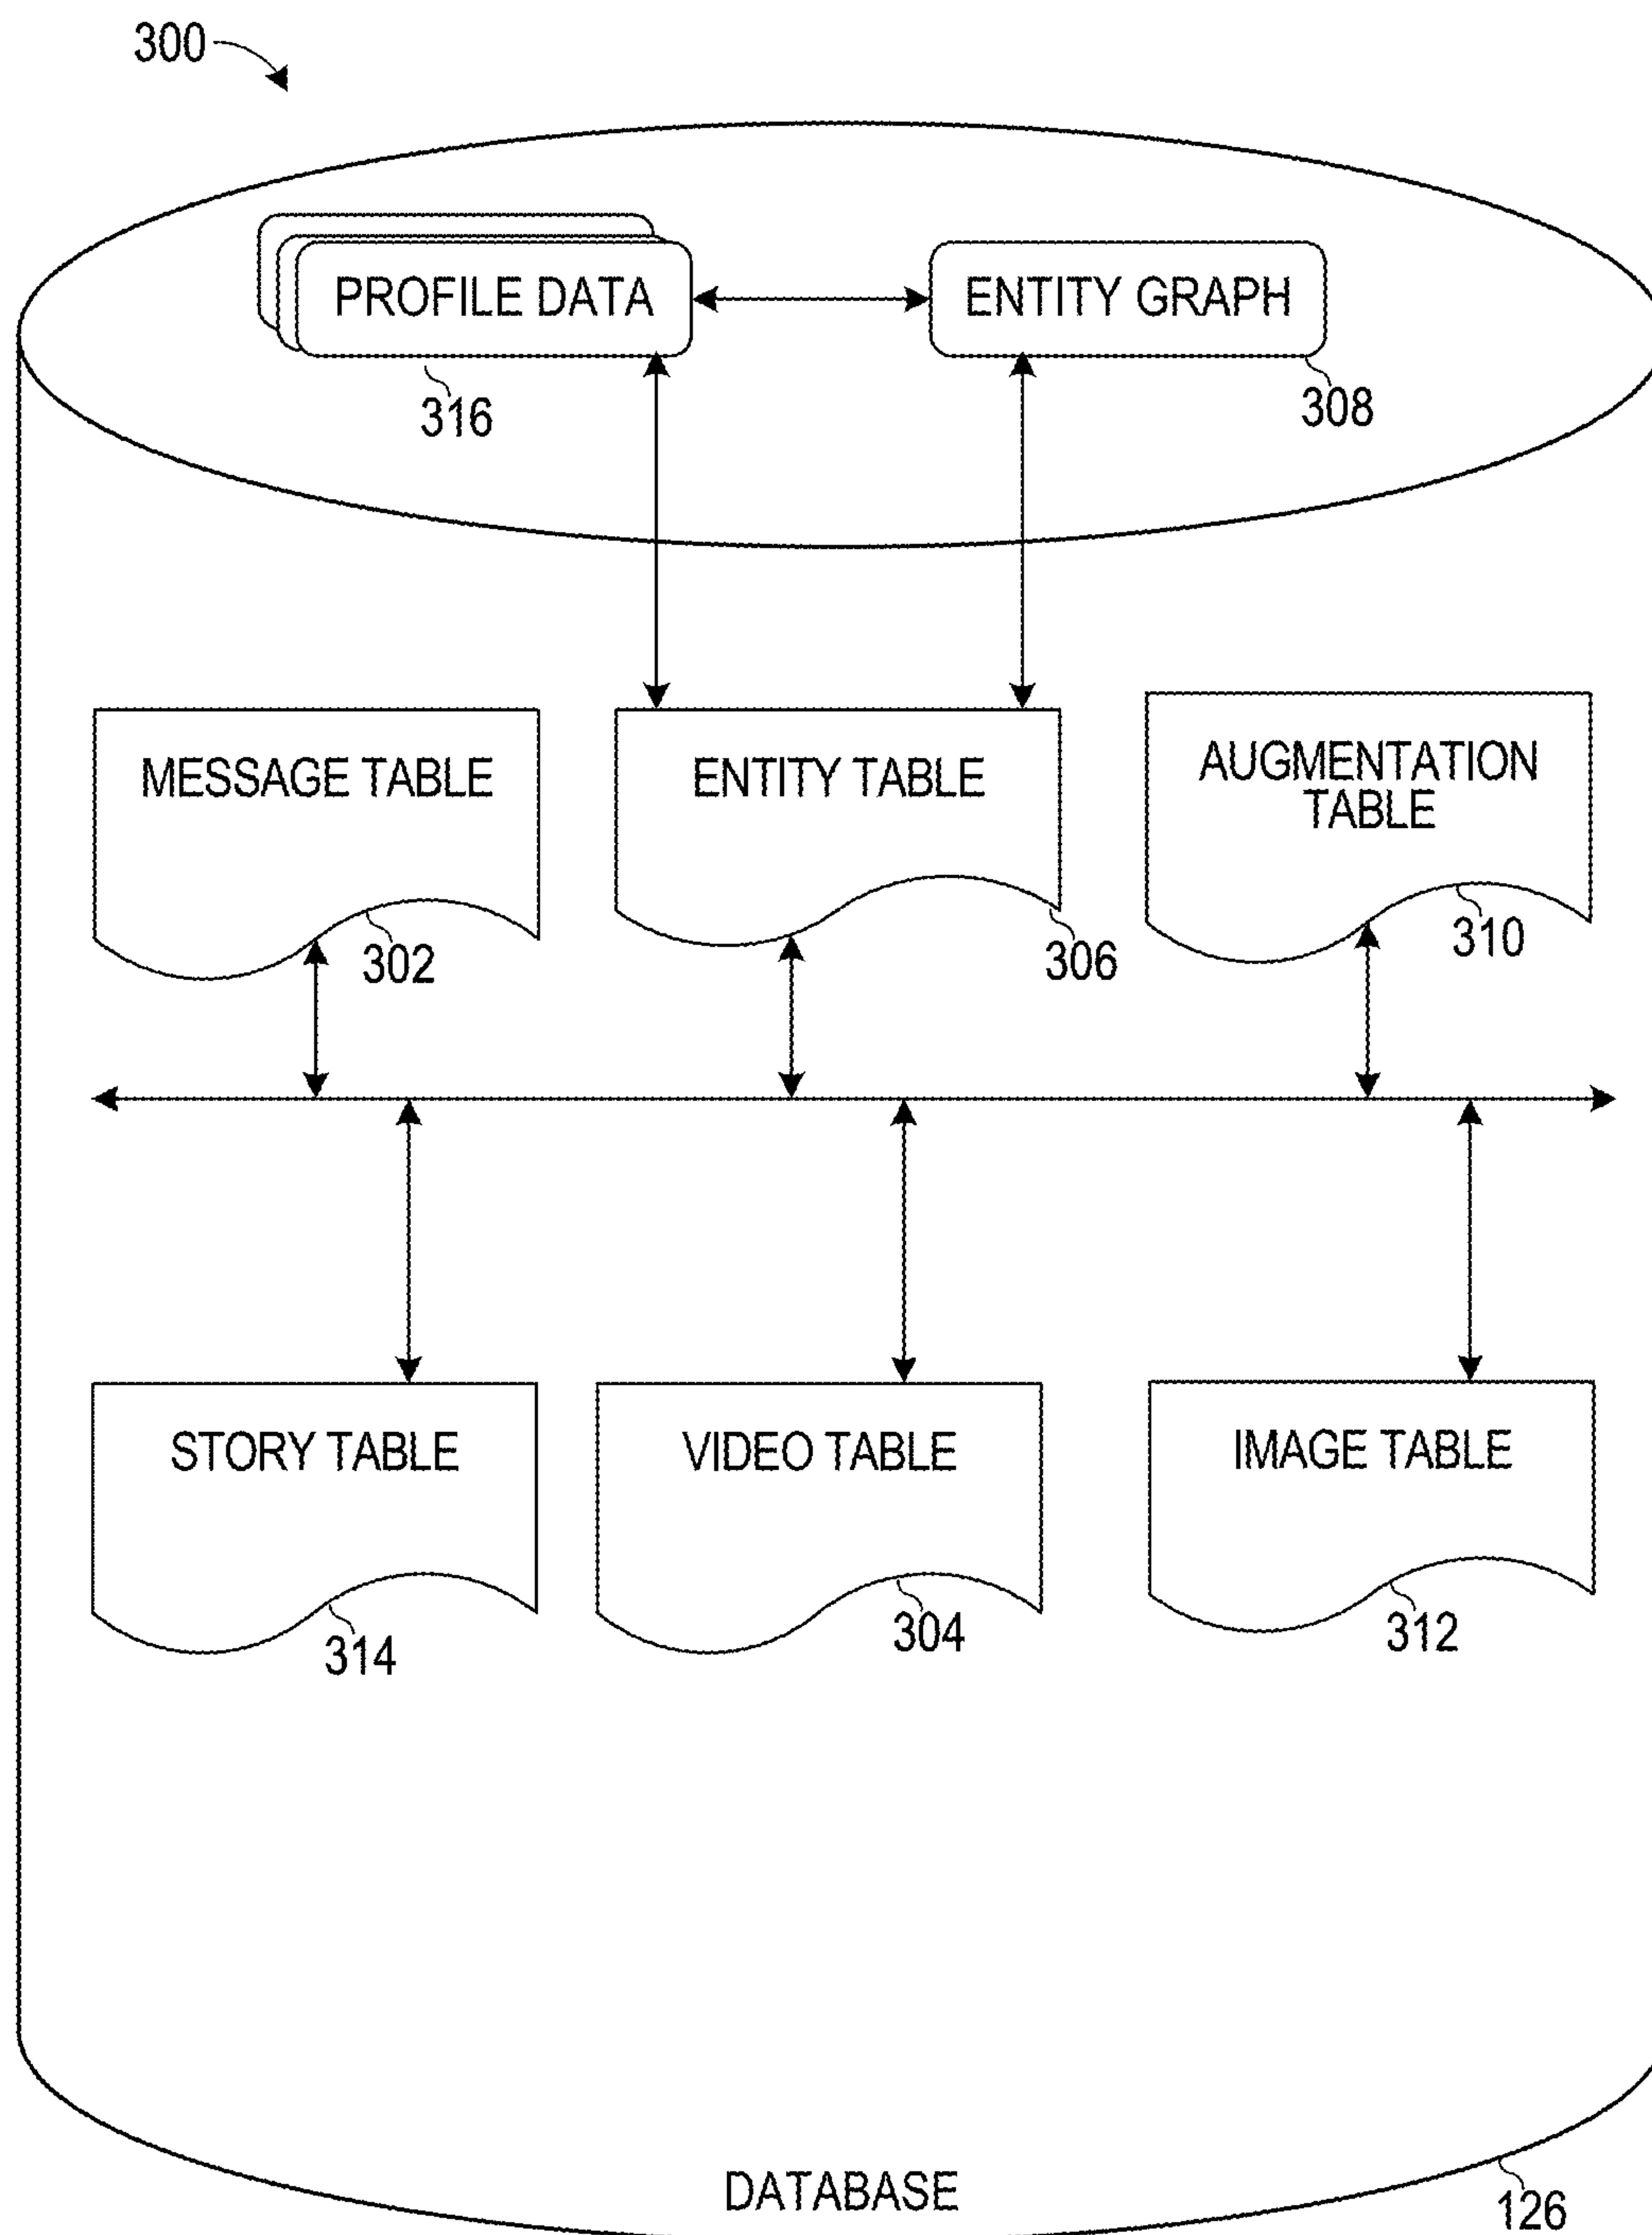 300
PROFILE DATA
ENTITY GRAPH
316
308
MESSAGE TABLE
ENTITY TABLE
AUGMENTATION
TABLE
302
306
310
STORY TABLE
VIDEO TABLE
IMAGE TABLE
314
304
312
DATABASE
126